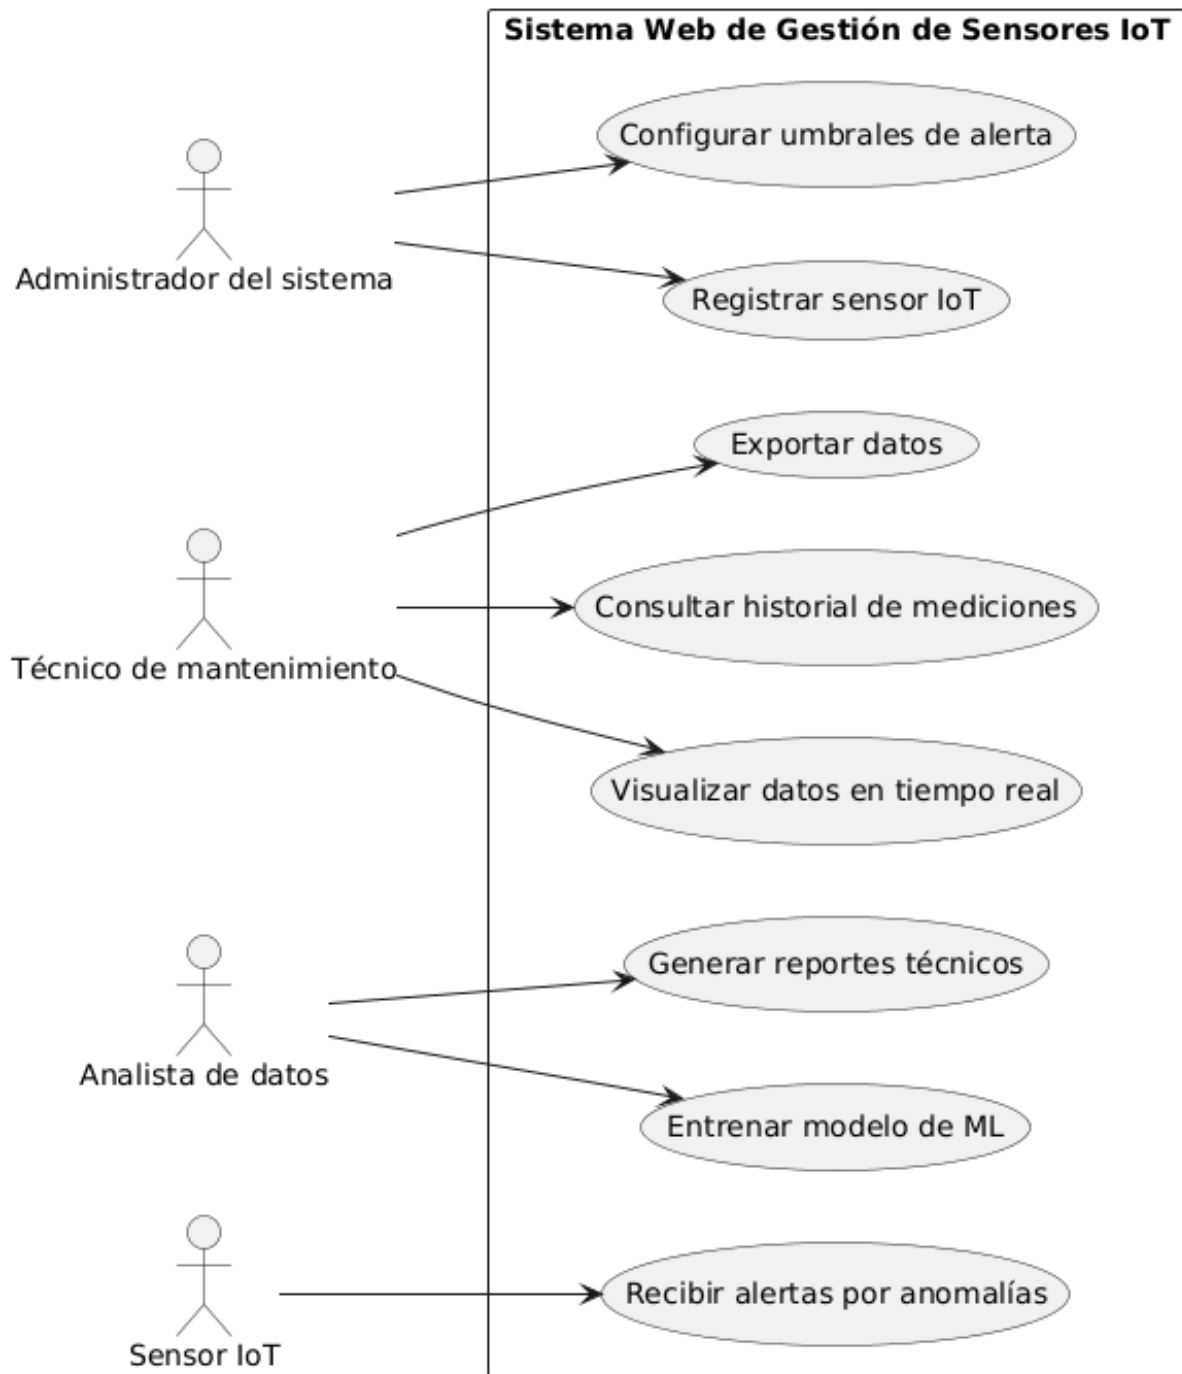 Sistema Web de Gestión de Sensores IoT
Configurar umbrales de alerta
Administrador del sistema
Registrar sensor IoT
Exportar datos
Consultar historial de mediciones
Técnico de mantenimiento
Visualizar datos en tiempo real
Generar reportes técnicos
Analista de datos
Entrenar modelo de ML
Recibir alertas por anomalías
Sensor IoT